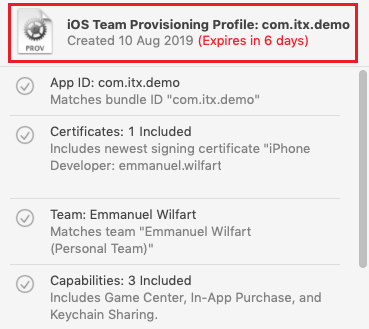 iOS Team Provisioning Profile: com.itx.demo
Created 10 Aug 2019 (Expires in 6 days)
PROV
App ID: com.itx.demo
Matches bundle ID "com.itx.demo"
Certificates: 1 Included
Includes newest signing certificate "iPhone
Developer: emmanuel.wilfart
Team: Emmanuel Wilfart
Matches team "Emmanuel Wilfart
(Personal Team)"
Capabilities: 3 Included
Includes Game Center, In-App Purchase, and
Keychain Sharing.